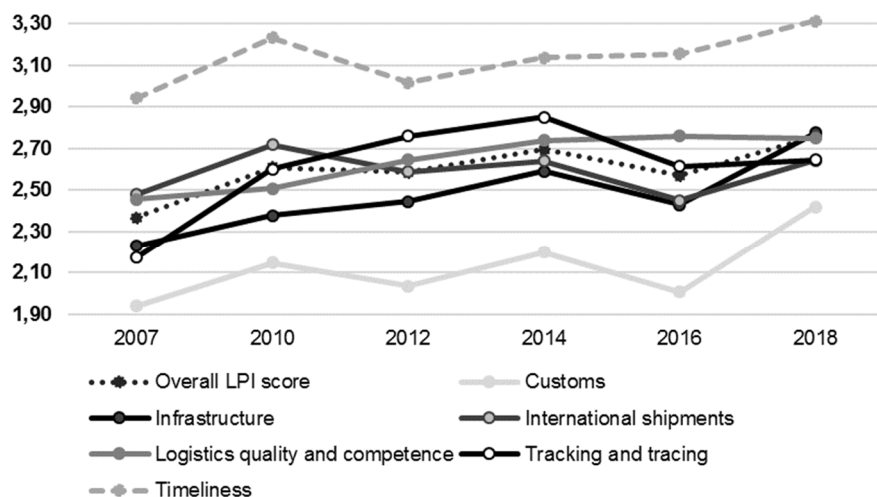 3,30
3,10
2,90
2,70
2,50
2,30
2,10
1,90
2007 2010 2012 2014 2016 2018
Overall LPI score Customs
Infrastructure International shipments
Logistics quality and competence Tracking and tracing
Timeliness